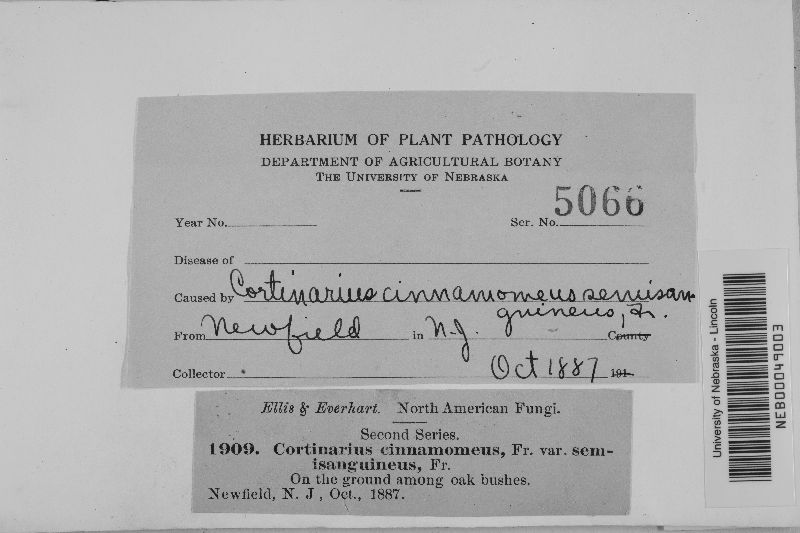 HERBARIUM OF PLANT PATHOLOGY
DEPARTMENT OF AGRICULTURAL BOTANY
THE UNIVERSITY OF NEBRASKA
Year No. Ser. No. 5066
Disease of
Caused by Cortinarius cinnamomeus semisan-
guineus, Fr.
From Newfield in N.J. County
Collector Oct 1887 191-
Ellis & Everhart. North American Fungi.
Second Series.
1909. Cortinarius cinnamomeus, Fr. var. sem-
isanguineus, Fr.
On the ground among oak bushes.
Newfield, N. J , Oct., 1887.
University of Nebraska - Lincoln
NEB00049003